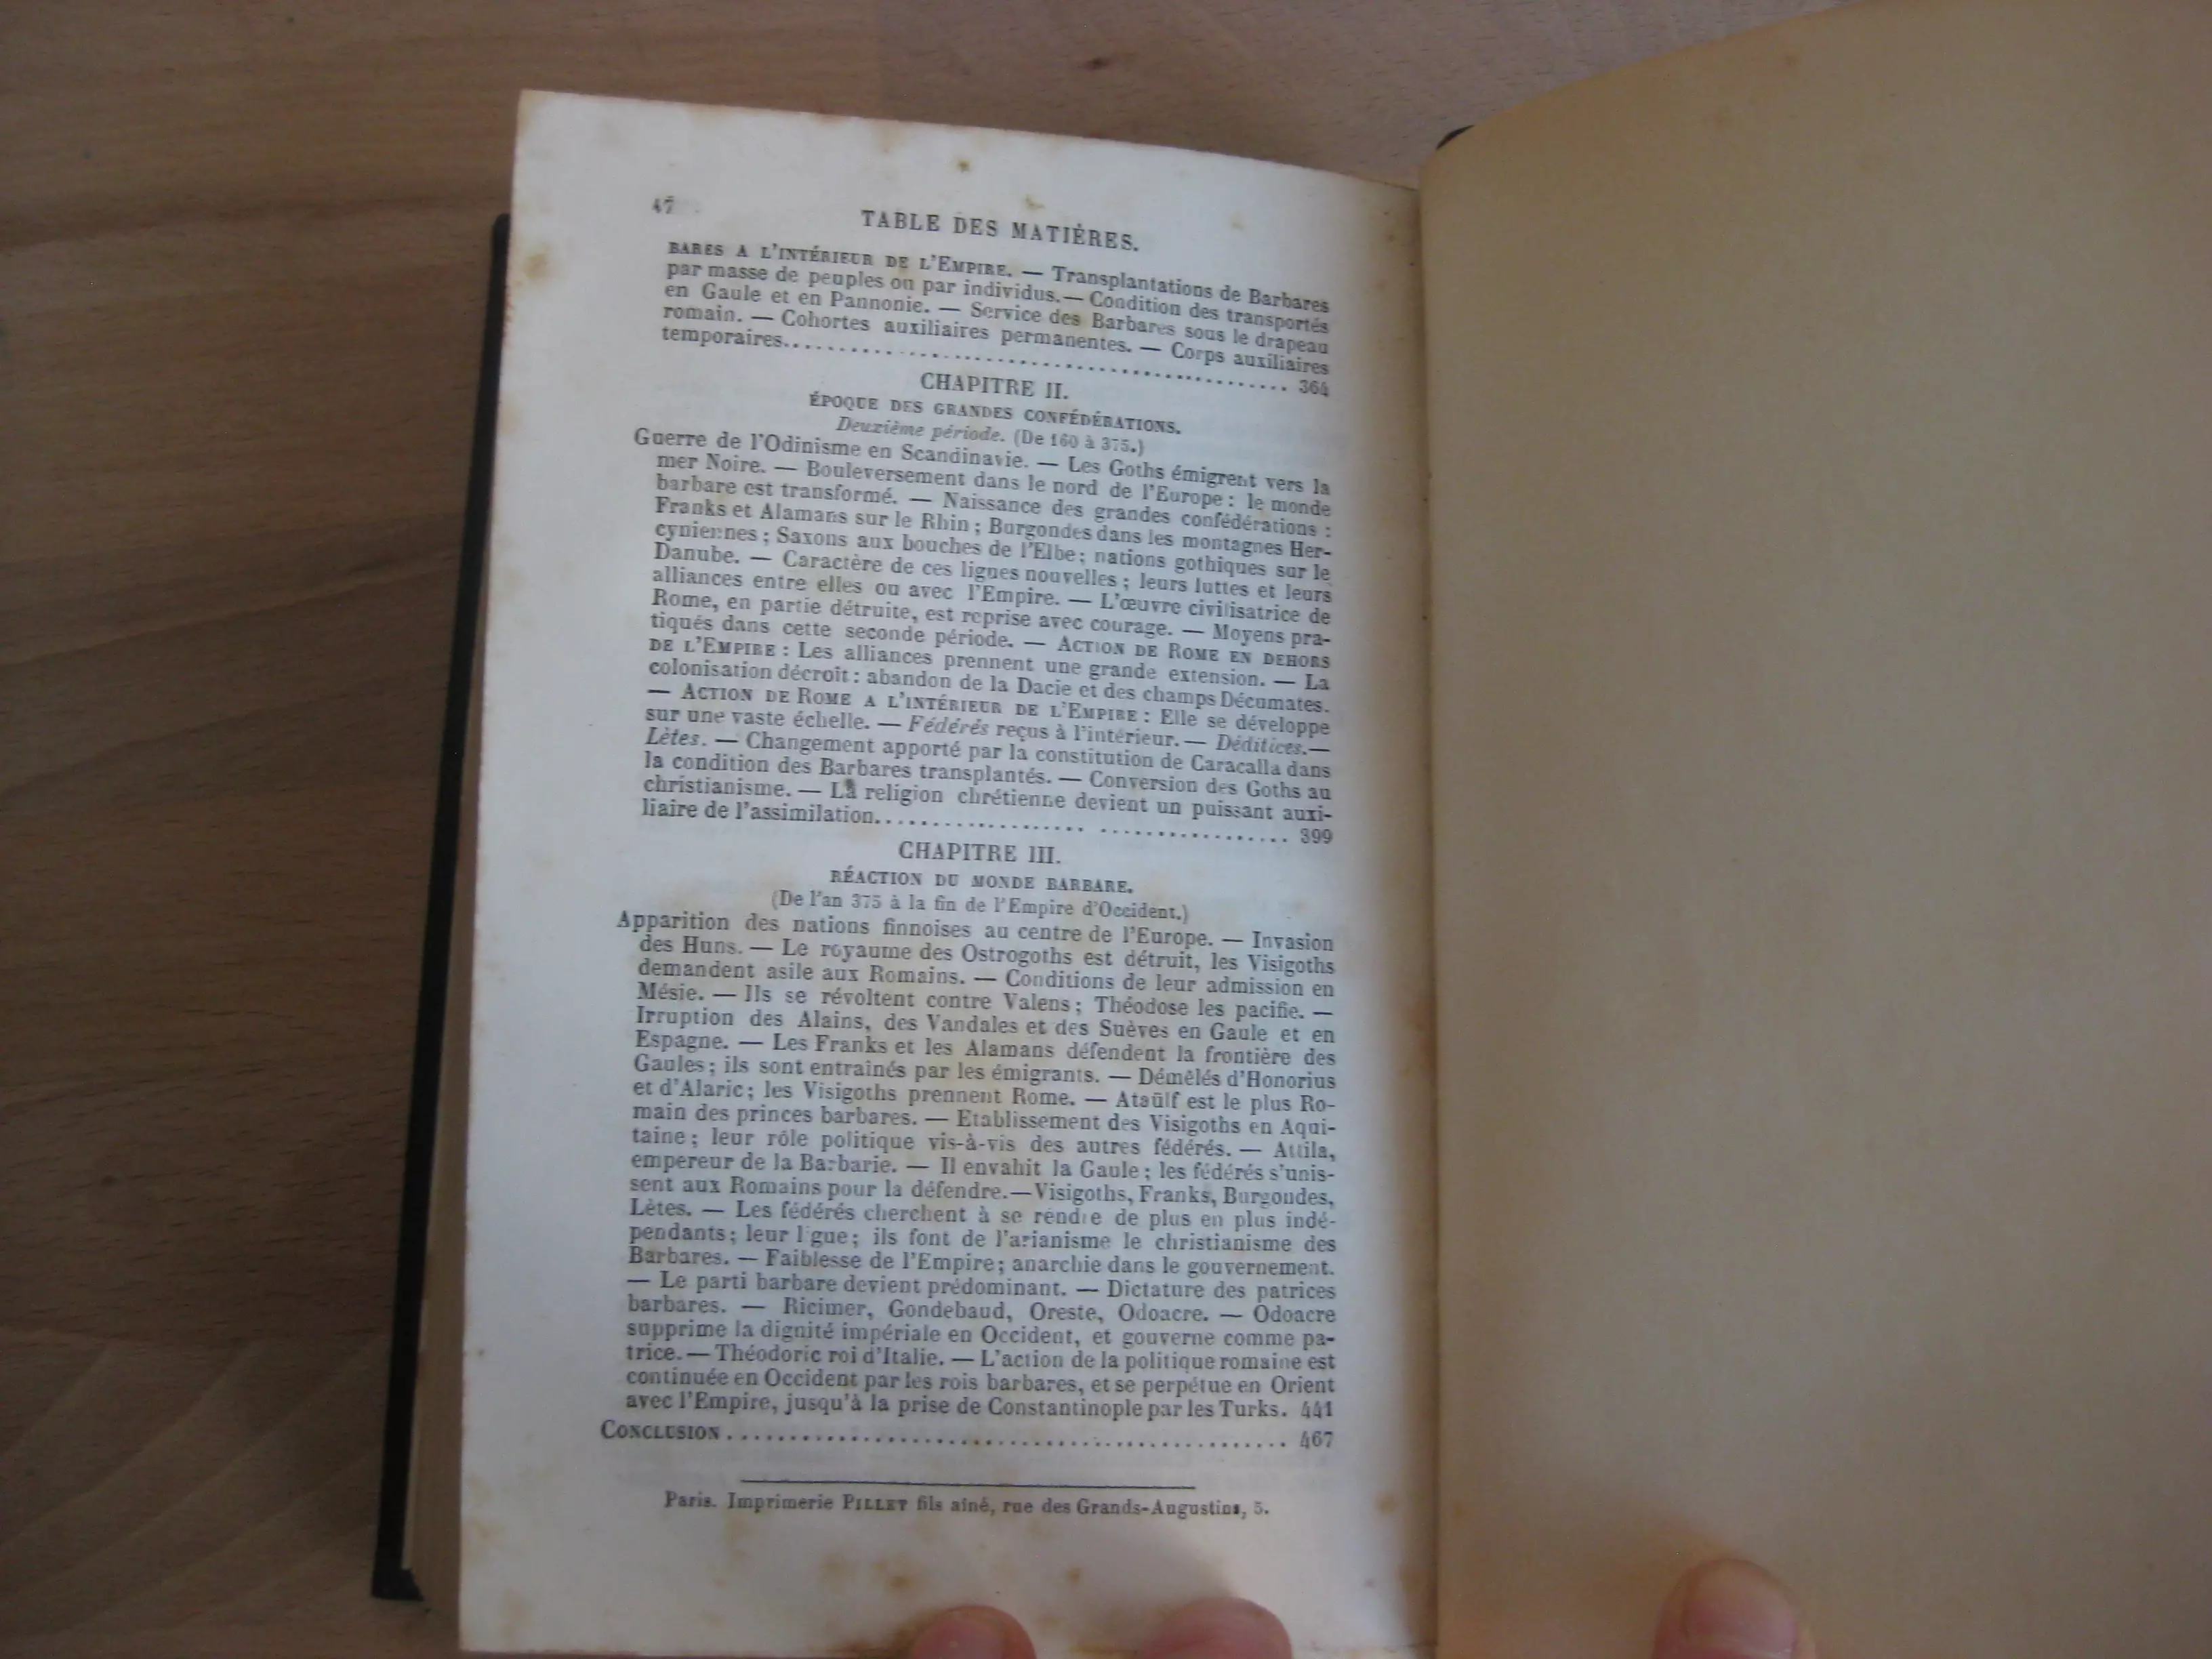 47
TABLE DES MATIÈRES.
BARES A L'INTÉRIEUR DE L'EMPIRE. — Transplantations de Barbares
par masse de peuples ou par individus. — Condition des transportés
en Gaule et en Pannonie. — Service des Barbares sous le drapeau
romain. — Cohortes auxiliaires permanentes. — Corps auxiliaires
temporaires........................................ 364
CHAPITRE II.
ÉPOQUE DES GRANDES CONFÉDÉRATIONS.
Deuxième période. (De 160 à 375.)
Guerre de l'Odinisme en Scandinavie. — Les Goths émigrent vers la
mer Noire. — Bouleversement dans le nord de l'Europe : le monde
barbare est transformé. — Naissance des grandes confédérations :
Franks et Alamans sur le Rhin ; Burgondes dans les montagnes Her-
cyniennes ; Saxons aux bouches de l'Elbe ; nations gothiques sur le
Danube. — Caractère de ces ligues nouvelles ; leurs luttes et leurs
alliances entre elles ou avec l'Empire. — L'œuvre civilisatrice de
Rome, en partie détruite, est reprise avec courage. — Moyens pra-
tiqués dans cette seconde période. — ACTION DE ROME EN DEHORS
DE L'EMPIRE : Les alliances prennent une grande extension. — La
colonisation décroît : abandon de la Dacie et des champs Décumates.
— ACTION DE ROME A L'INTÉRIEUR DE L'EMPIRE : Elle se développe
sur une vaste échelle. — Fédérés reçus à l'intérieur. — Déditices. —
Lètes. — Changement apporté par la constitution de Caracalla dans
la condition des Barbares transplantés. — Conversion des Goths au
christianisme. — La religion chrétienne devient un puissant auxi-
liaire de l'assimilation.................................. 399
CHAPITRE III.
RÉACTION DU MONDE BARBARE.
(De l'an 375 à la fin de l'Empire d'Occident.)
Apparition des nations finnoises au centre de l'Europe. — Invasion
des Huns. — Le royaume des Ostrogoths est détruit, les Visigoths
demandent asile aux Romains. — Conditions de leur admission en
Mésie. — Ils se révoltent contre Valens ; Théodose les pacifie. —
Irruption des Alains, des Vandales et des Suèves en Gaule et en
Espagne. — Les Franks et les Alamans défendent la frontière des
Gaules ; ils sont entraînés par les émigrants. — Démêlés d'Honorius
et d'Alaric ; les Visigoths prennent Rome. — Ataülf est le plus Ro-
main des princes barbares. — Etablissement des Visigoths en Aqui-
taine ; leur rôle politique vis-à-vis des autres fédérés. — Attila,
empereur de la Barbarie. — Il envahit la Gaule ; les fédérés s'unis-
sent aux Romains pour la défendre. — Visigoths, Franks, Burgondes,
Lètes. — Les fédérés cherchent à se rendre de plus en plus indé-
pendants ; leur ligue ; ils font de l'arianisme le christianisme des
Barbares. — Faiblesse de l'Empire ; anarchie dans le gouvernement.
— Le parti barbare devient prédominant. — Dictature des patrices
barbares. — Ricimer, Gondebaud, Oreste, Odoacre. — Odoacre
supprime la dignité impériale en Occident, et gouverne comme pa-
trice. — Théodoric roi d'Italie. — L'action de la politique romaine est
continuée en Occident par les rois barbares, et se perpétue en Orient
avec l'Empire, jusqu'à la prise de Constantinople par les Turks. 441
CONCLUSION............................................ 467
Paris. Imprimerie PILLET fils aîné, rue des Grands-Augustins, 5.